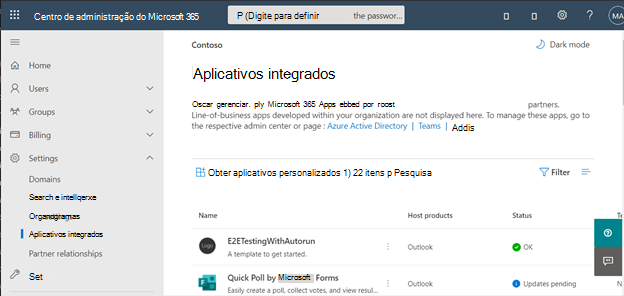 Centro de administração do Microsoft 365
P (Digite para definir the passwor...
MA
Contoso
Dark mode
Home
Users
Groups
Billing
Settings
Domains
Search e intellqerxe
Organogramas
Aplicativos integrados
Partner relationships
Set
Aplicativos integrados
Oscar gerenciar. ply Microsoft 365 Apps ebbed por roost partners.
Line-of-business apps developed within your organization are not displayed here. To manage these apps, go to
the respective admin center or page : Azure Active Directory | Teams | Addis
Obter aplicativos personalizados 1) 22 itens p Pesquisa
Filter
Name Host products Status
E2ETestingWithAutorun
A template to get started.
Outlook
OK
Quick Poll by Microsoft Forms
Easily create a poll, collect votes, and view resul...
Outlook
Updates pending